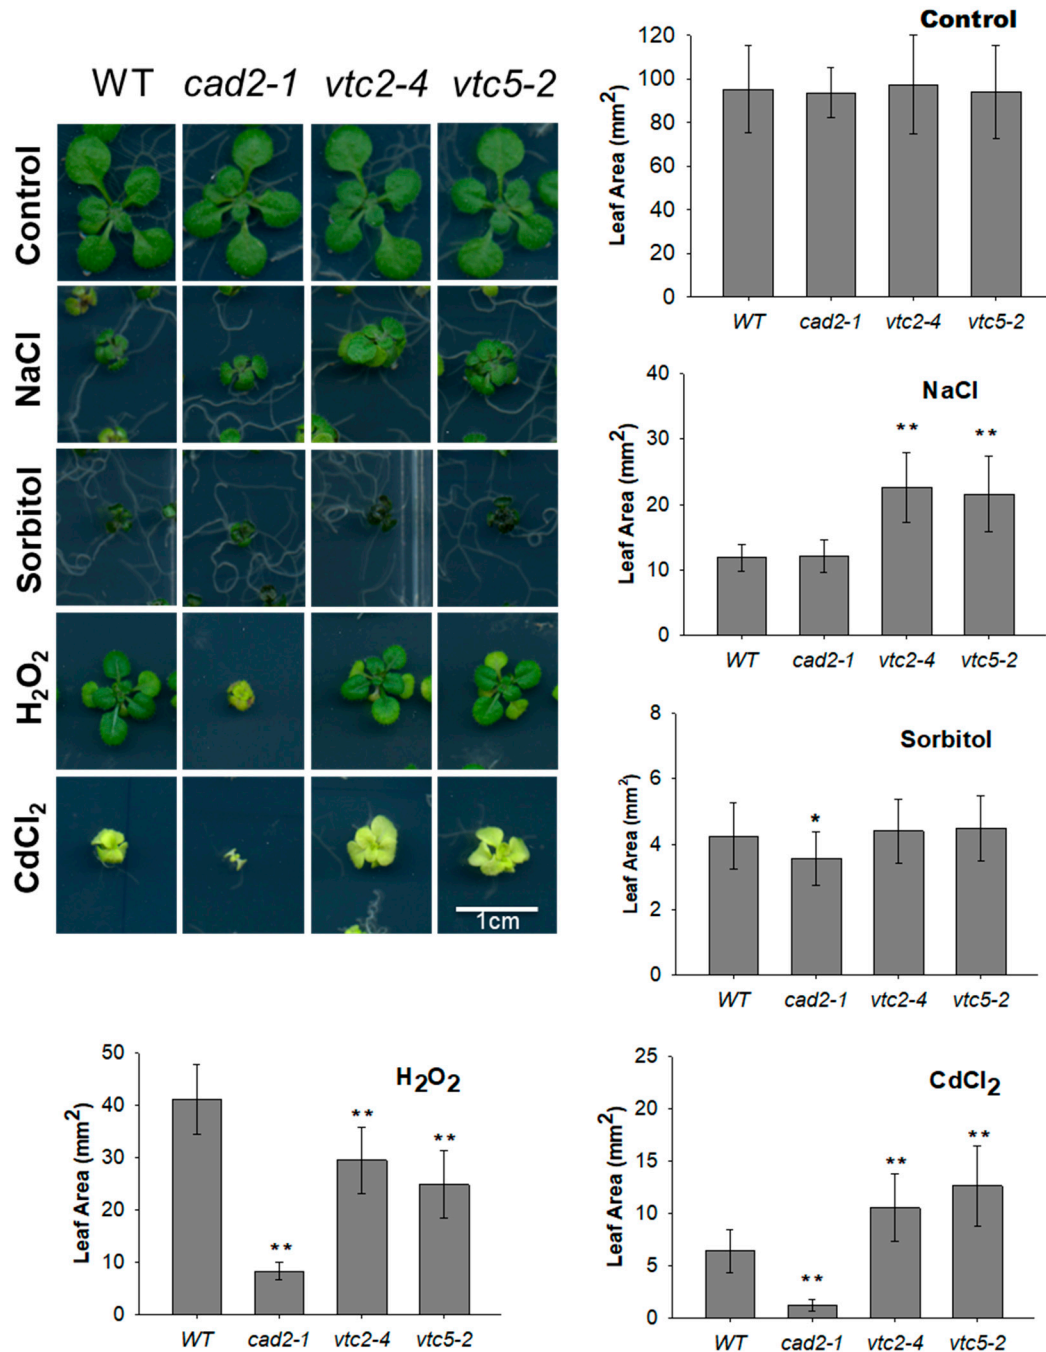 WT cad2-1 vtc2-4 vtc5-2
Control
NaCl
Sorbitol
H₂O₂
CdCl₂
1cm
Control
Leaf Area (mm²)
120
100
80
60
40
20
0
WT cad2-1 vtc2-4 vtc5-2
NaCl
Leaf Area (mm²)
40
30
20
10
0
** **
WT cad2-1 vtc2-4 vtc5-2
Sorbitol
Leaf Area (mm²)
8
6
4
2
0
*
WT cad2-1 vtc2-4 vtc5-2
H₂O₂
Leaf Area (mm²)
50
40
30
20
10
0
** ** **
WT cad2-1 vtc2-4 vtc5-2
CdCl₂
Leaf Area (mm²)
25
20
15
10
5
0
** ** **
WT cad2-1 vtc2-4 vtc5-2